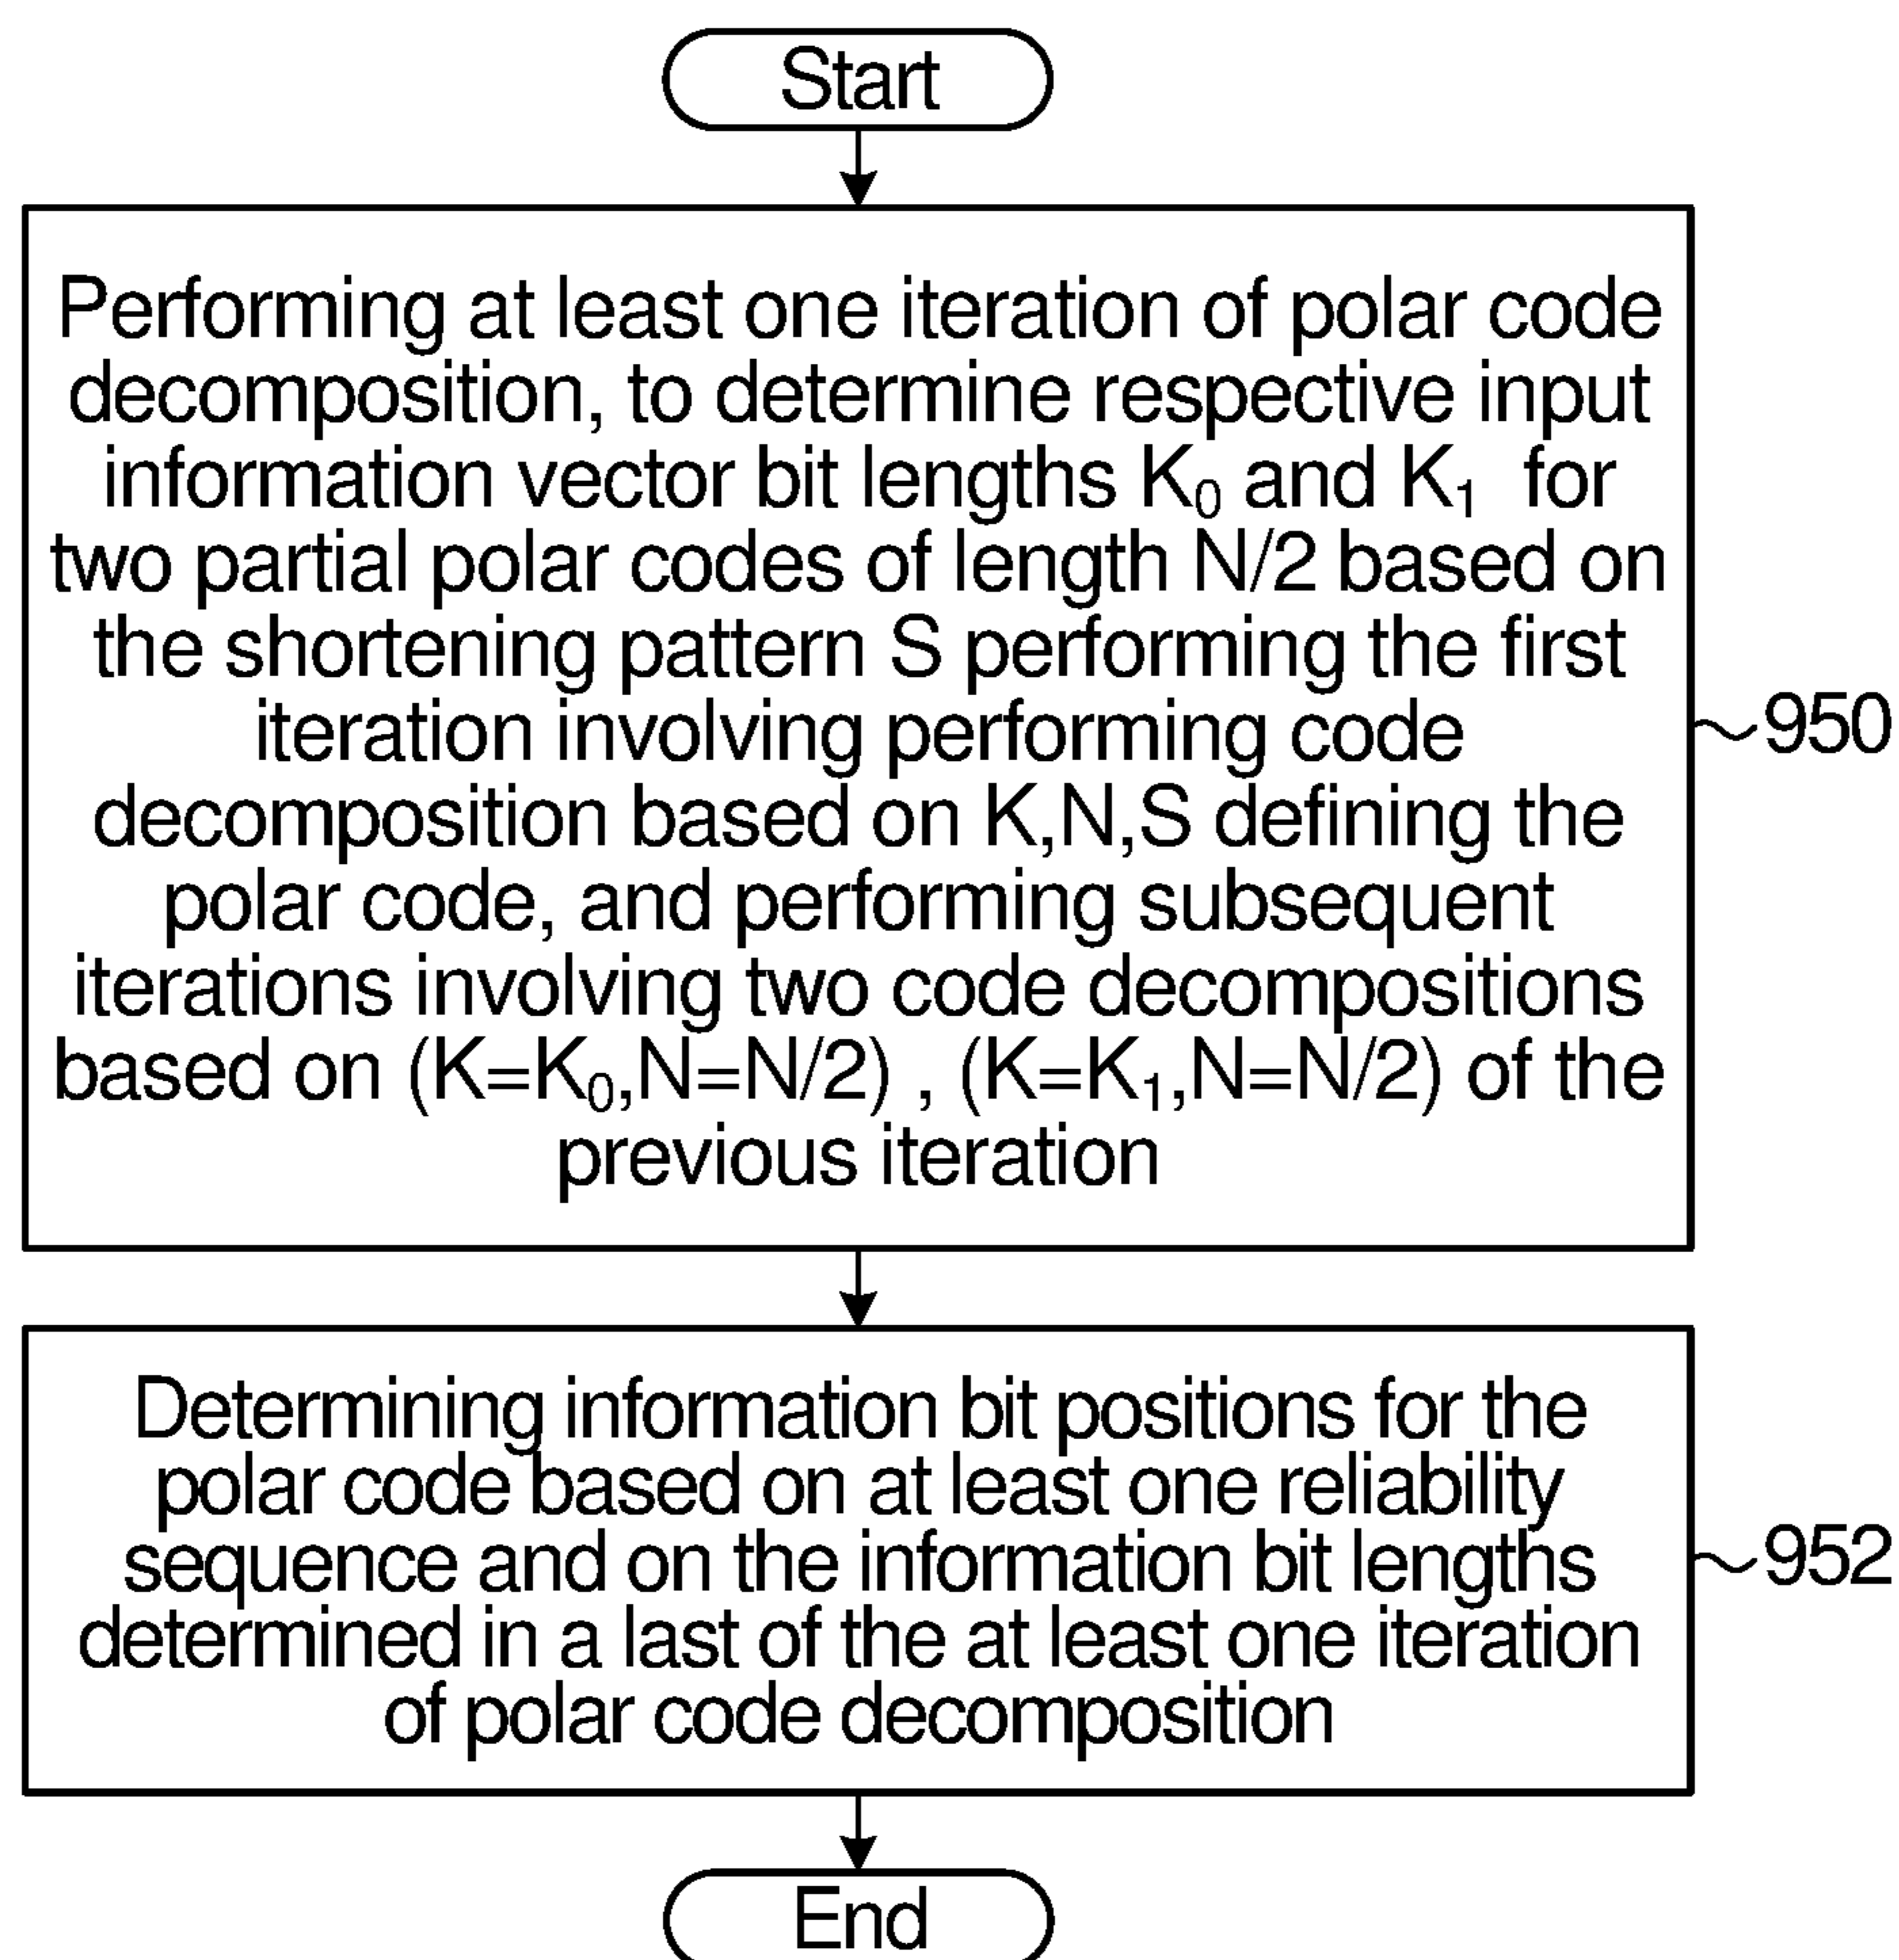 Start
Performing at least one iteration of polar code
decomposition, to determine respective input
information vector bit lengths K₀ and K₁ for
two partial polar codes of length N/2 based on
the shortening pattern S performing the first
iteration involving performing code
decomposition based on K,N,S defining the
polar code, and performing subsequent
iterations involving two code decompositions
based on (K=K₀,N=N/2) , (K=K₁,N=N/2) of the
previous iteration
950
Determining information bit positions for the
polar code based on at least one reliability
sequence and on the information bit lengths
determined in a last of the at least one iteration
of polar code decomposition
952
End